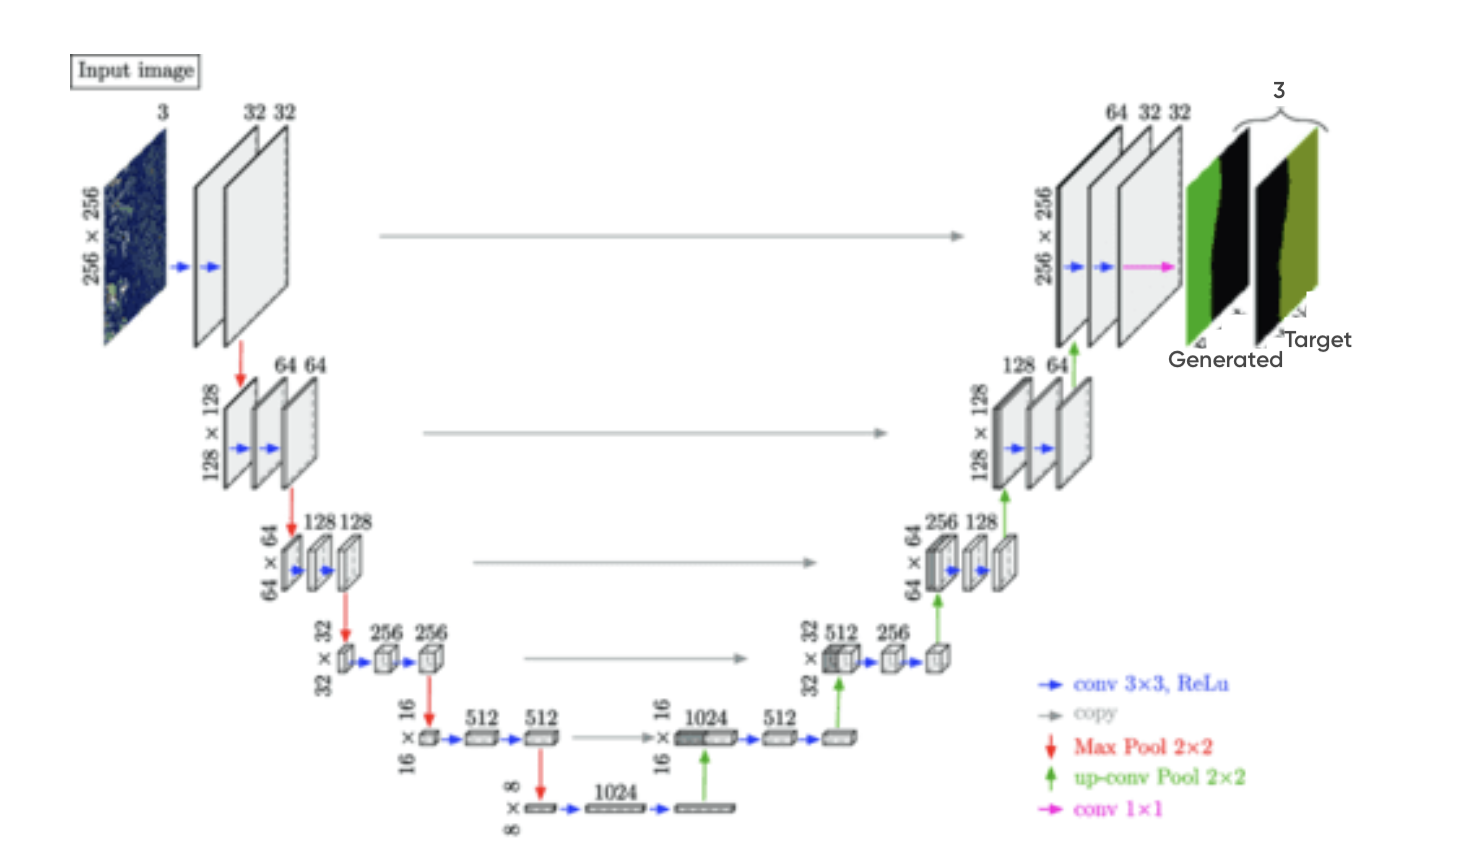 Input image
3
32 32
256 × 256
64 64
128 × 128
128 128
64 × 64
256 256
32 × 32
512 512
16 × 16
1024
8 × 8
1024 512
16 × 16
512 256
32 × 32
256 128
64 × 64
128 64
128 × 128
64 32 32
256 × 256
3
Generated
Target
conv 3×3, ReLu
copy
Max Pool 2×2
up-conv Pool 2×2
conv 1×1